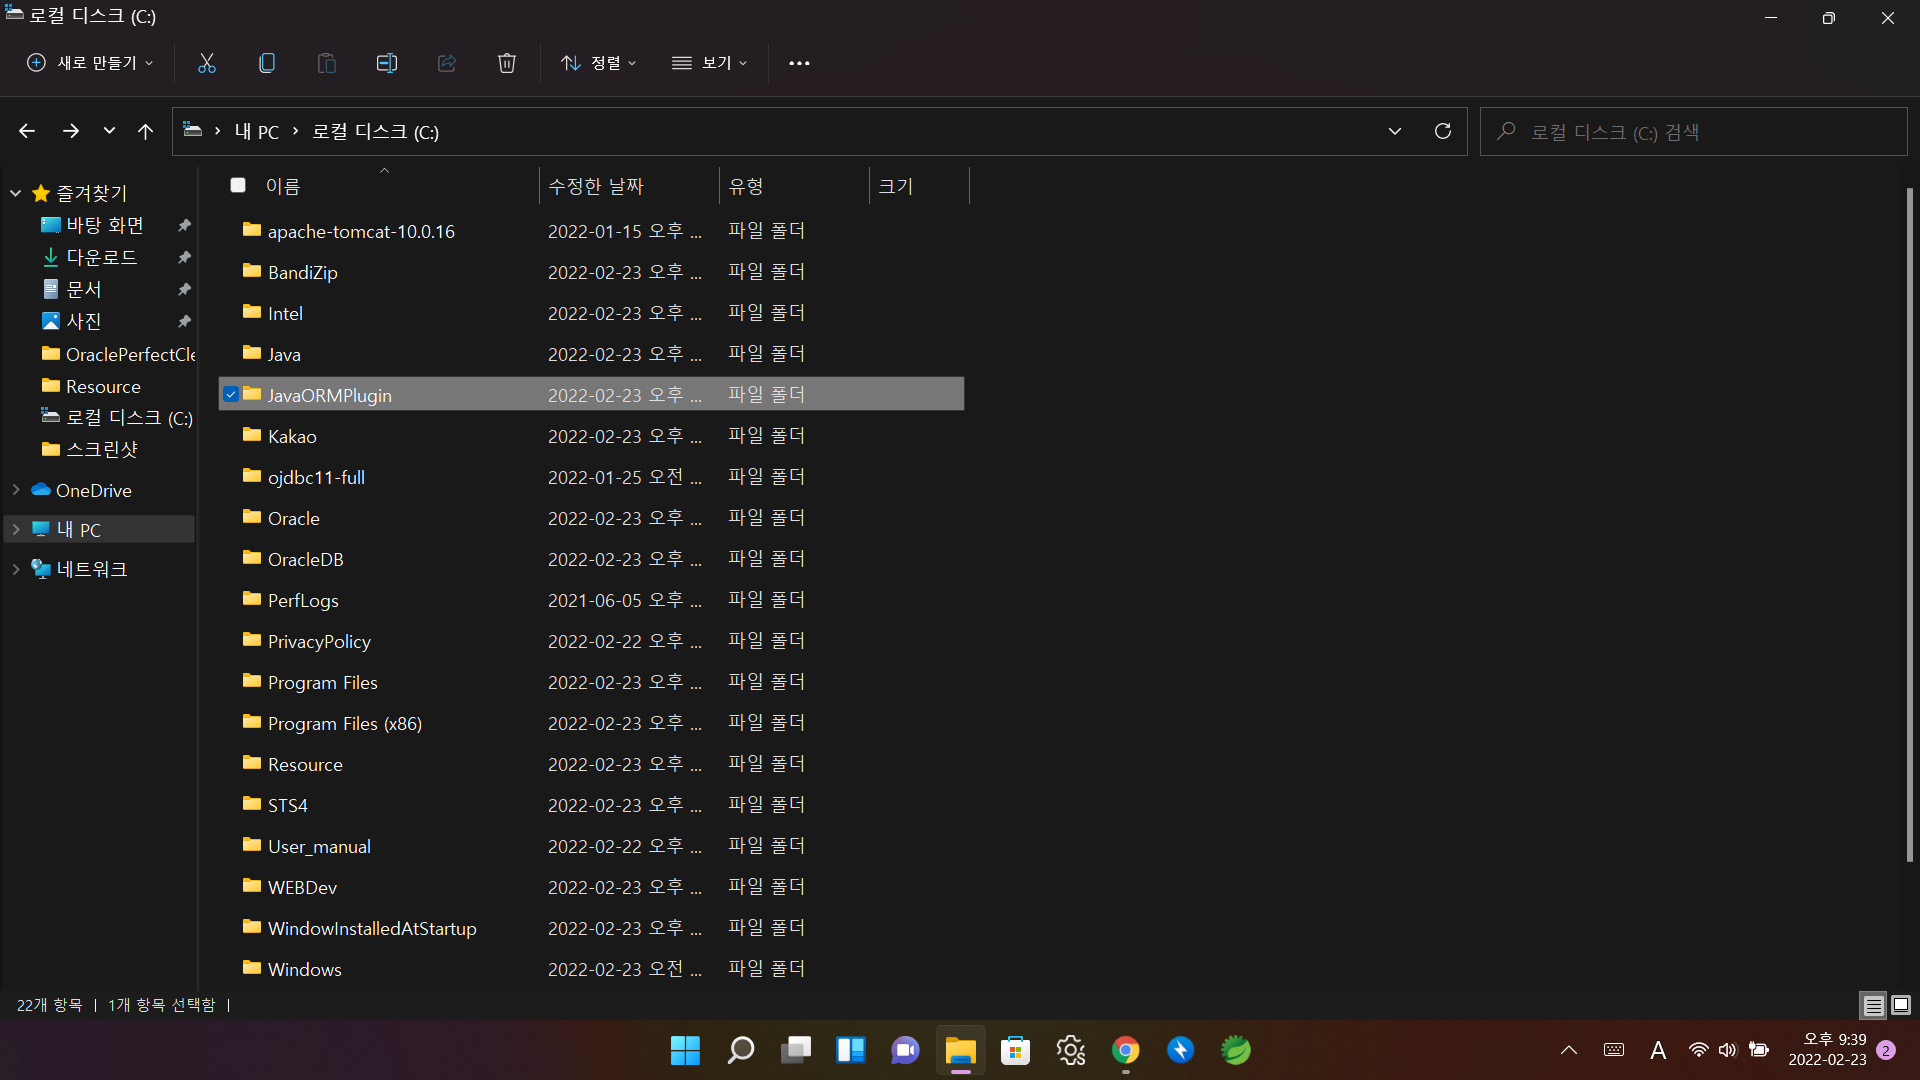 로컬 디스크 (C:)
새로 만들기
정렬
보기
내 PC
로컬 디스크 (C:)
로컬 디스크 (C:) 검색
즐겨찾기
바탕 화면
다운로드
문서
사진
OraclePerfectCle
Resource
로컬 디스크 (C:)
스크린샷
OneDrive
내 PC
네트워크
이름 수정한 날짜 유형 크기
apache-tomcat-10.0.16 2022-01-15 오후 ... 파일 폴더
BandiZip 2022-02-23 오후 ... 파일 폴더
Intel 2022-02-23 오후 ... 파일 폴더
Java 2022-02-23 오후 ... 파일 폴더
JavaORMPlugin 2022-02-23 오후 ... 파일 폴더
Kakao 2022-02-23 오후 ... 파일 폴더
ojdbc11-full 2022-01-25 오전 ... 파일 폴더
Oracle 2022-02-23 오후 ... 파일 폴더
OracleDB 2022-02-23 오후 ... 파일 폴더
PerfLogs 2021-06-05 오후 ... 파일 폴더
PrivacyPolicy 2022-02-22 오후 ... 파일 폴더
Program Files 2022-02-23 오후 ... 파일 폴더
Program Files (x86) 2022-02-23 오후 ... 파일 폴더
Resource 2022-02-23 오후 ... 파일 폴더
STS4 2022-02-23 오후 ... 파일 폴더
User_manual 2022-02-22 오후 ... 파일 폴더
WEBDev 2022-02-23 오후 ... 파일 폴더
WindowInstalledAtStartup 2022-02-23 오후 ... 파일 폴더
Windows 2022-02-23 오전 ... 파일 폴더
22개 항목 | 1개 항목 선택함 |
A
오후 9:39
2022-02-23
2